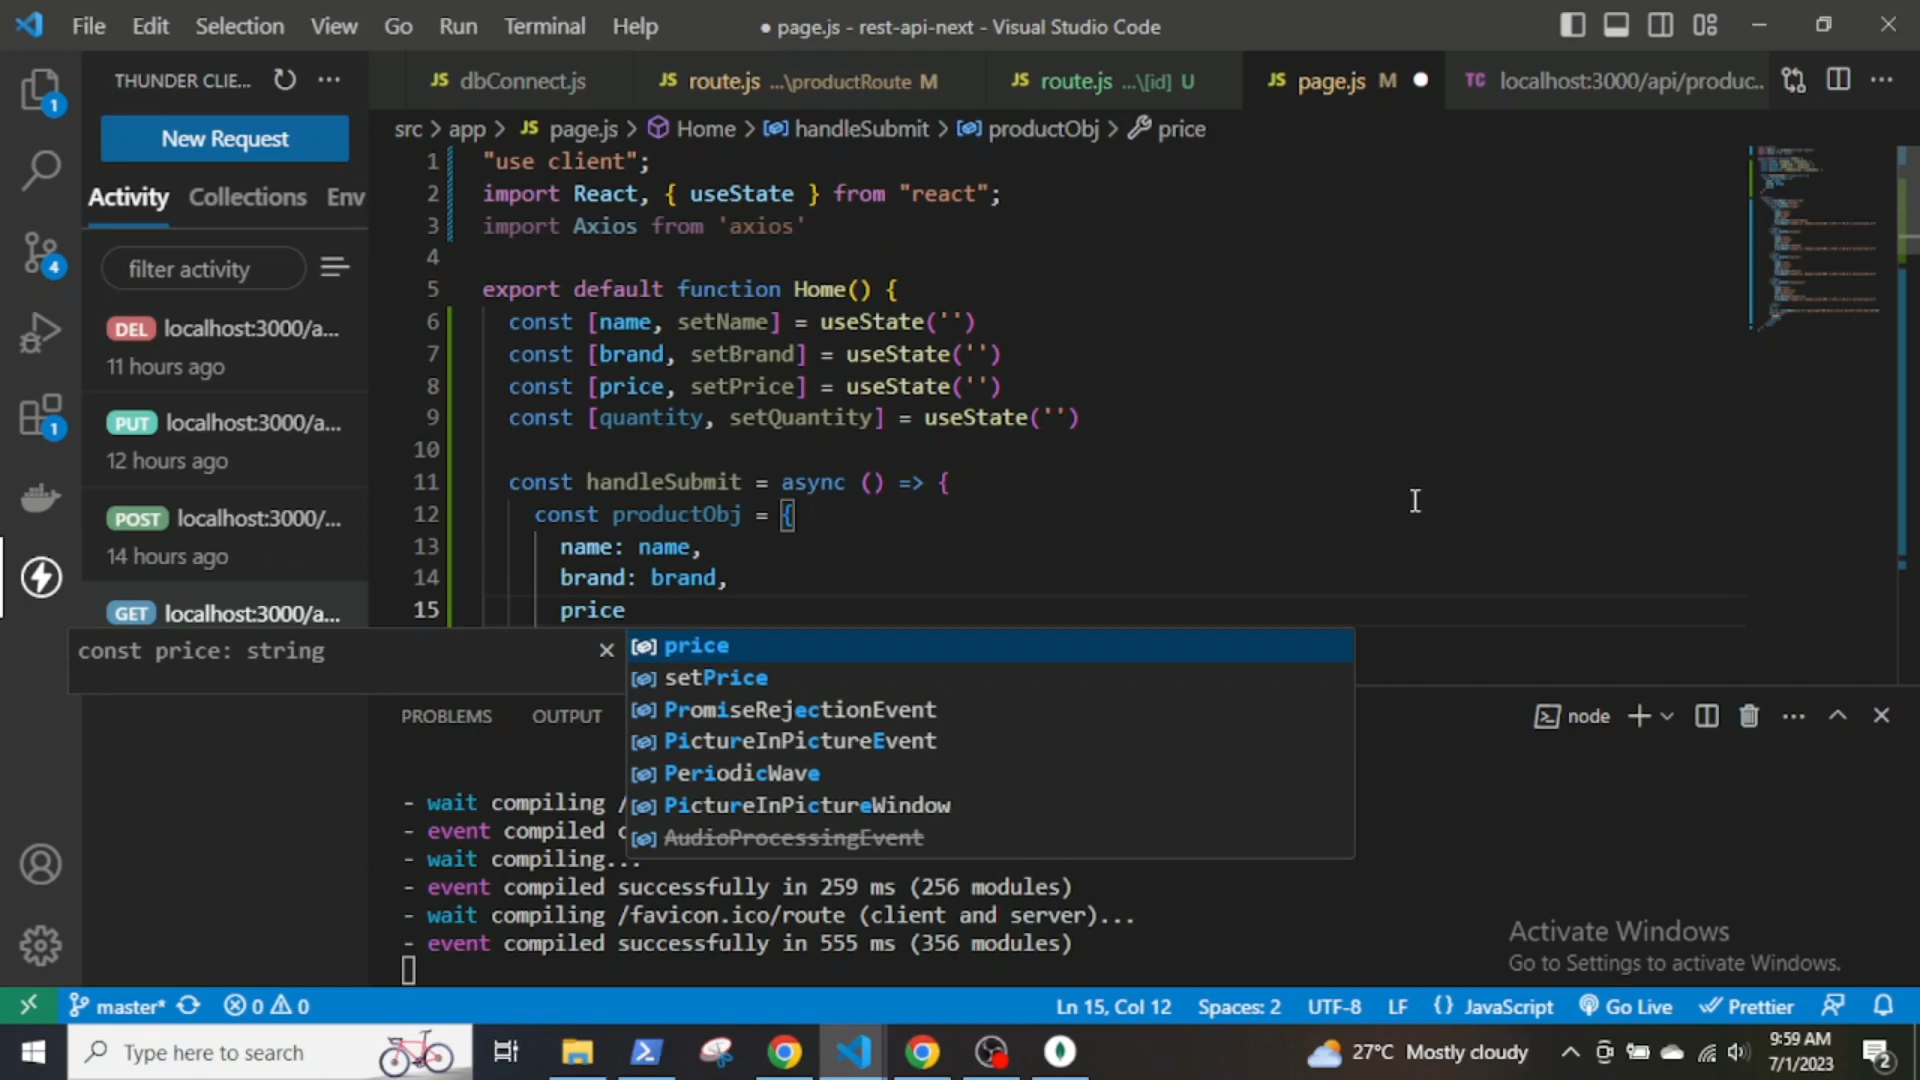 File Edit Selection View Go Run Terminal Help
● page.js - rest-api-next - Visual Studio Code
THUNDER CLIE...
New Request
Activity Collections Env
filter activity
DEL localhost:3000/a...
11 hours ago
PUT localhost:3000/a...
12 hours ago
POST localhost:3000/...
14 hours ago
GET localhost:3000/a...
1
4
1
JS dbConnect.js
JS route.js ...\productRoute M
JS route.js ...\[id] U
JS page.js M ●
TC localhost:3000/api/produc...
src > app > JS page.js > Home > handleSubmit > productObj > price
1 "use client";
2 import React, { useState } from "react";
3 import Axios from 'axios'
4
5 export default function Home() {
6 const [name, setName] = useState('')
7 const [brand, setBrand] = useState('')
8 const [price, setPrice] = useState('')
9 const [quantity, setQuantity] = useState('')
10
11 const handleSubmit = async () => {
12 const productObj = {
13 name: name,
14 brand: brand,
15 price
const price: string
price
setPrice
PromiseRejectionEvent
PictureInPictureEvent
PeriodicWave
PictureInPictureWindow
AudioProcessingEvent
PROBLEMS OUTPUT
node
- wait compiling /
- event compiled c
- wait compiling...
- event compiled successfully in 259 ms (256 modules)
- wait compiling /favicon.ico/route (client and server)...
- event compiled successfully in 555 ms (356 modules)
Activate Windows
Go to Settings to activate Windows.
master* 0 0
Ln 15, Col 12 Spaces: 2 UTF-8 LF {} JavaScript Go Live Prettier
Type here to search
27°C Mostly cloudy
9:59 AM
7/1/2023
2